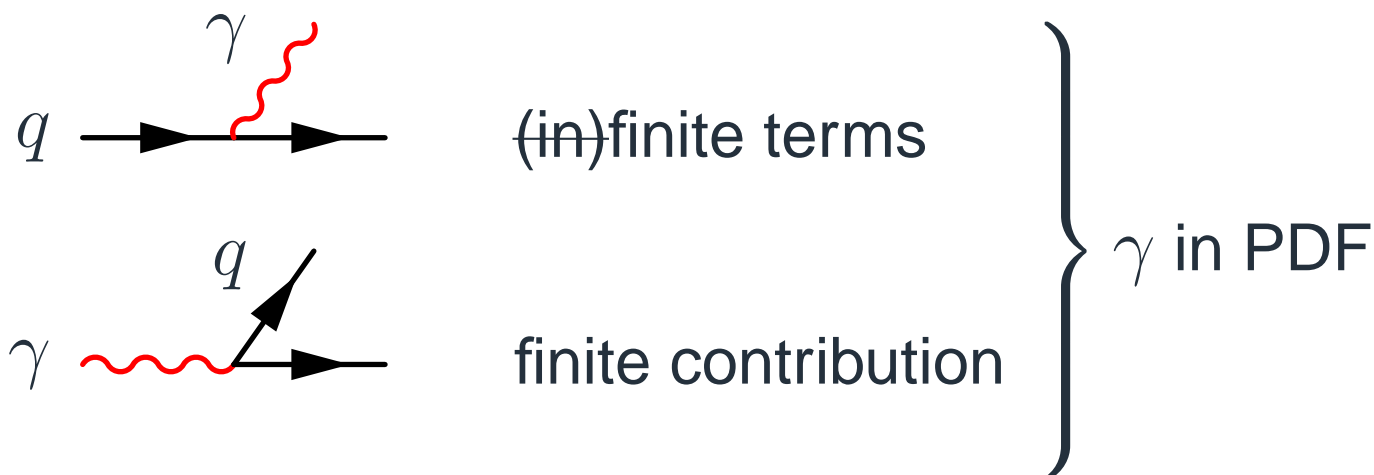 γ
q (in)finite terms
γ in PDF
q
γ finite contribution